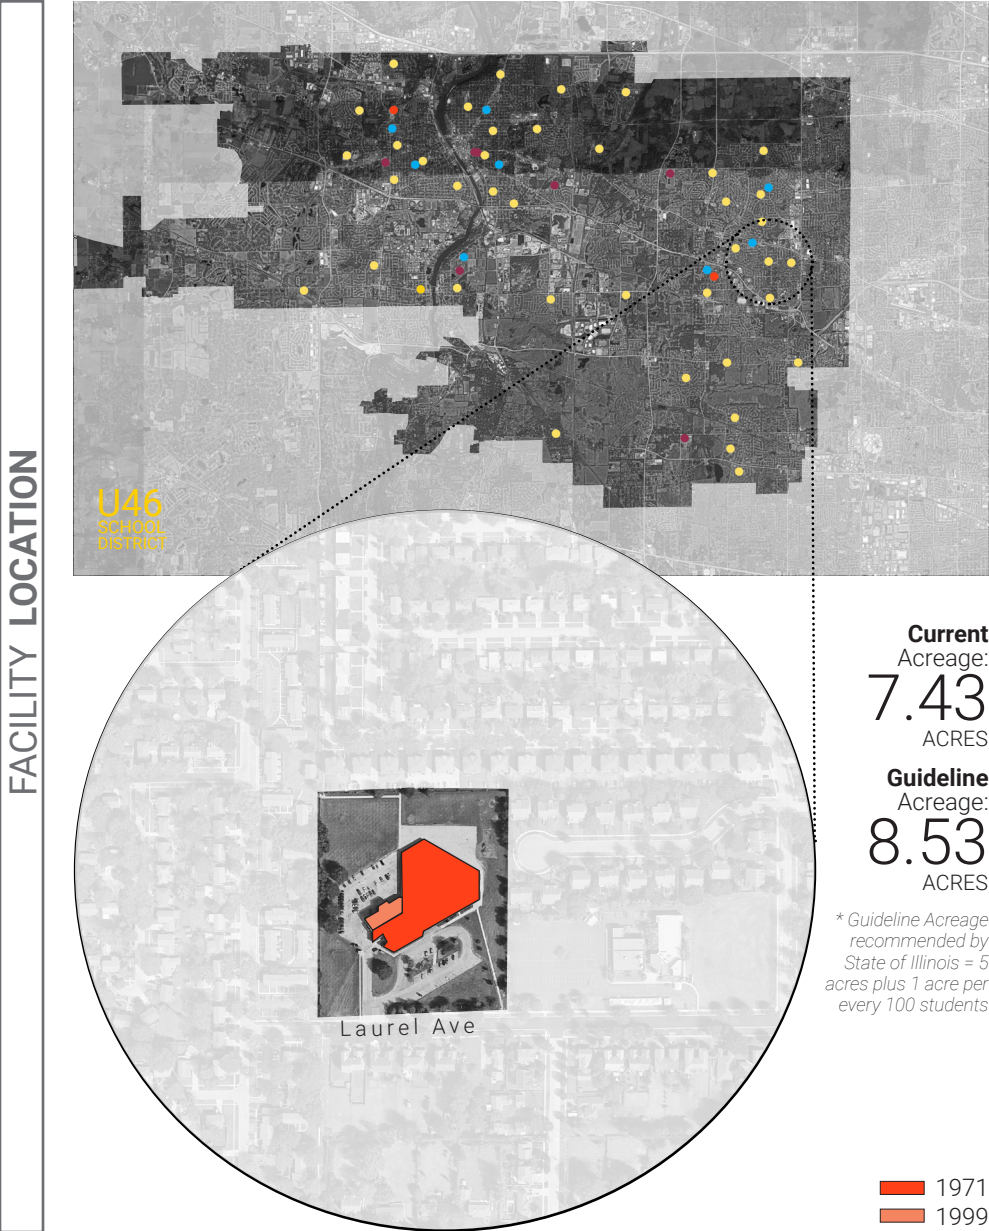 FACILITY LOCATION
U46
SCHOOL
DISTRICT
Current
Acreage:
7.43
ACRES
Guideline
Acreage:
8.53
ACRES
* Guideline Acreage
recommended by
State of Illinois = 5
acres plus 1 acre per
every 100 students
Laurel Ave
1971
1999